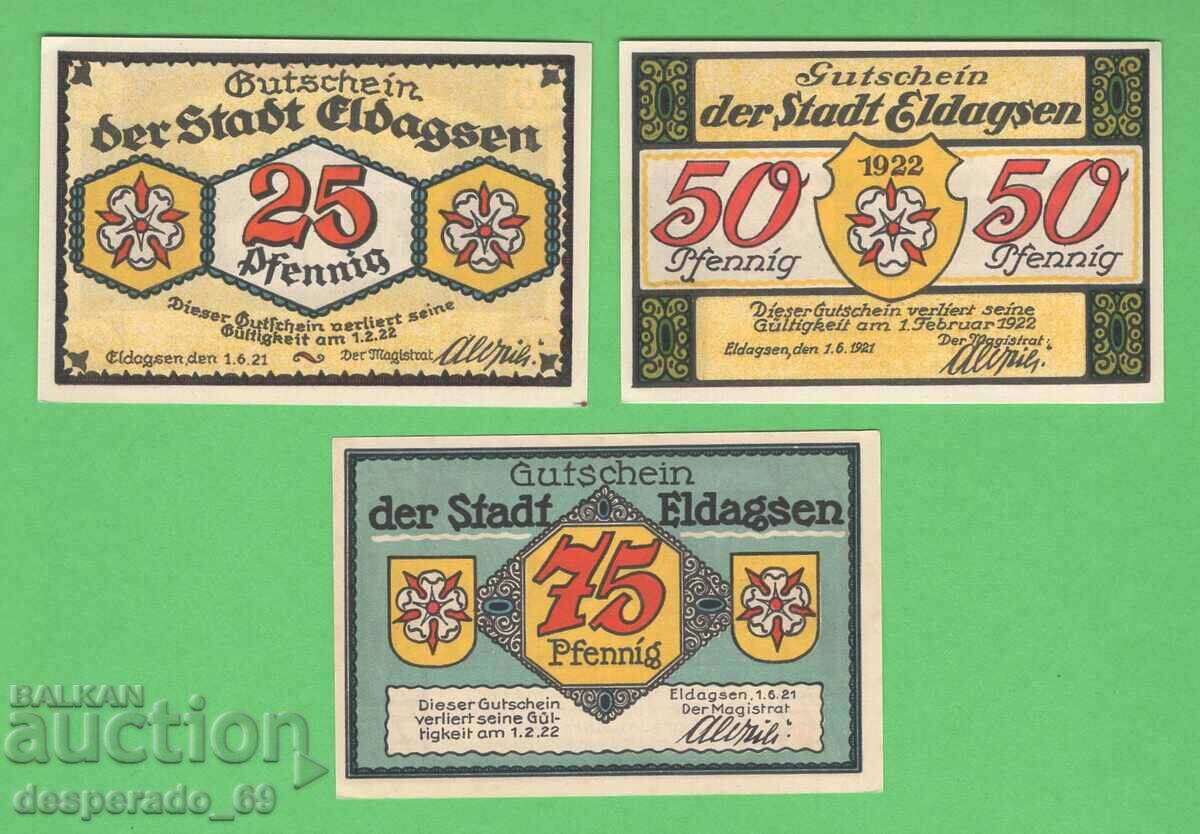 Gutschein
der Stadt Eldagsen
25
Pfennig
Dieser Gutschein verliert seine
Gültigkeit am 1.2.22
Eldagsen, den 1.6.21 Der Magistrat
Gutschein
der Stadt Eldagsen
50 1922 50
Pfennig Pfennig
Dieser Gutschein verliert seine
Gültigkeit am 1. Februar 1922
Eldagsen, den 1.6.1921 Der Magistrat:
Gutschein
der Stadt Eldagsen
75
Pfennig
Dieser Gutschein
verliert seine Gül-
tigkeit am 1.2.22
Eldagsen, 1.6.21
Der Magistrat
BALKAN
auction
desperado_69